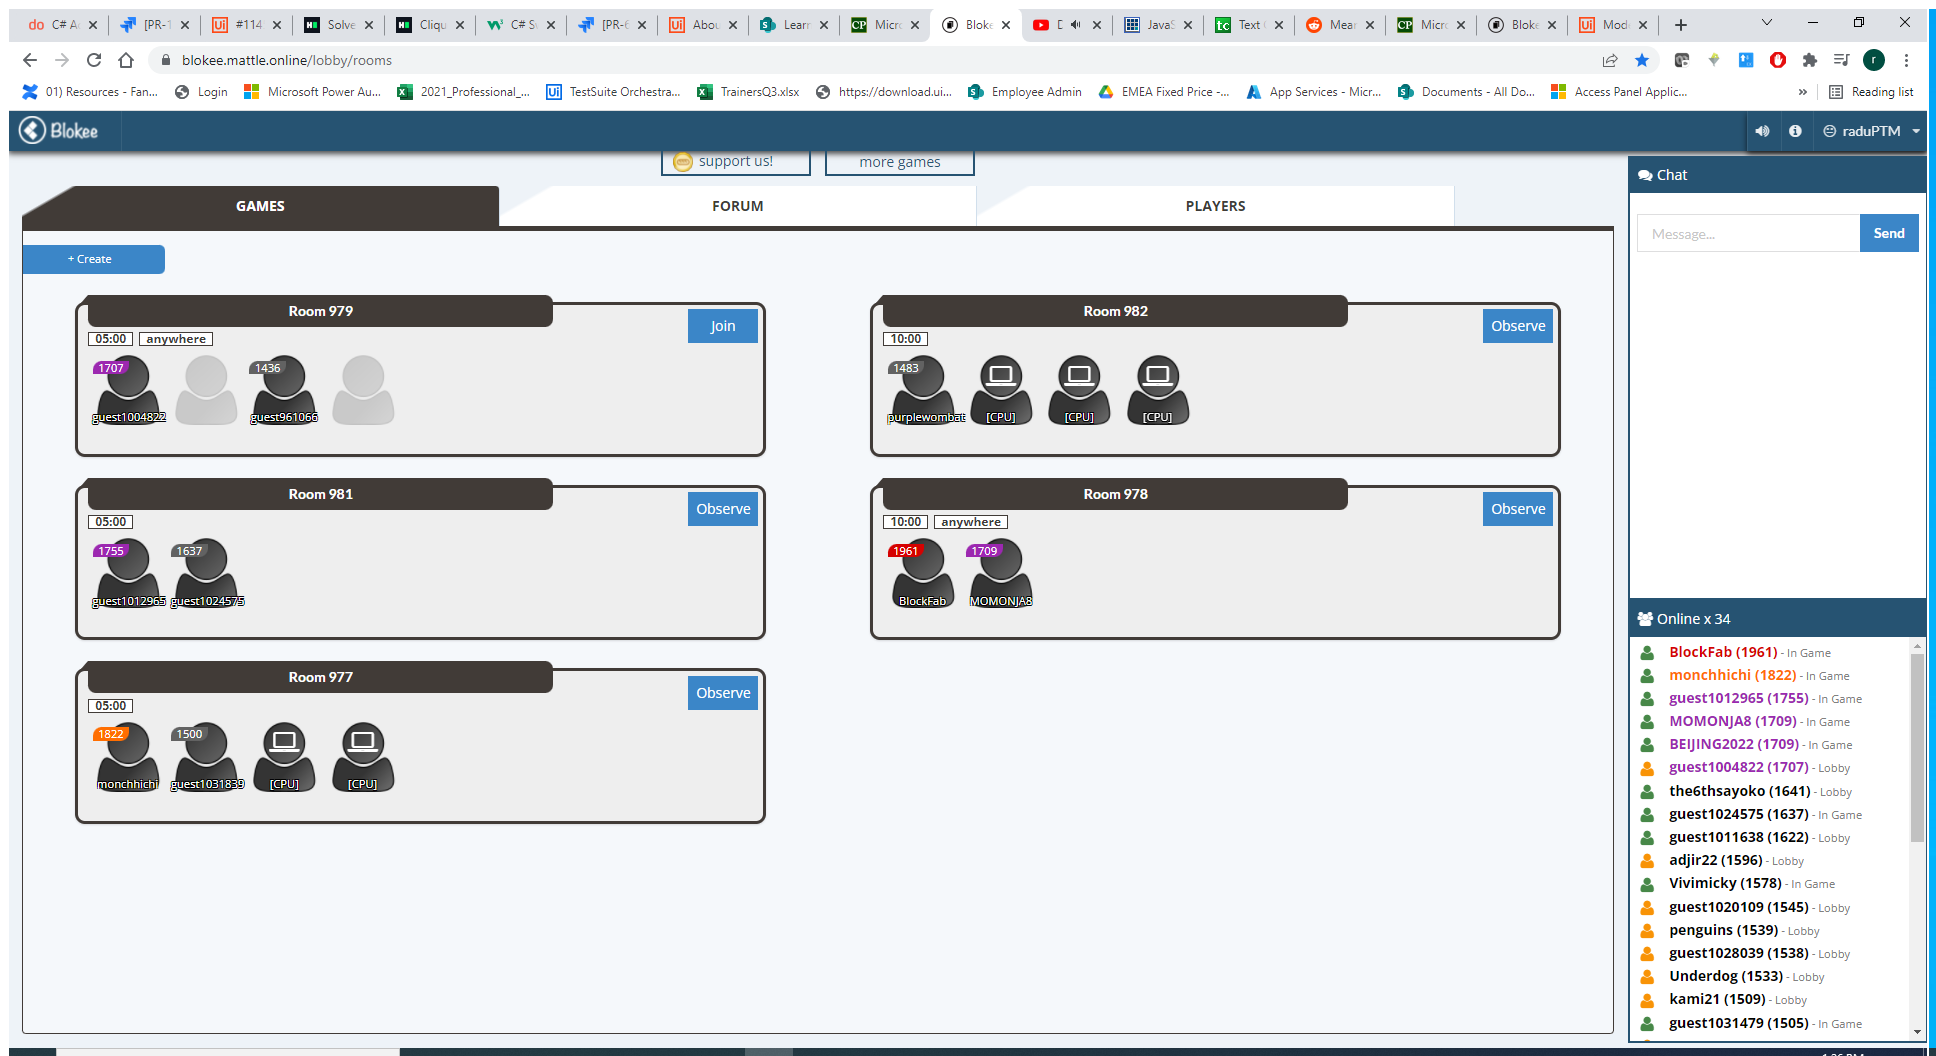 C# A
[PR-1
#114
Solve
Cliqu
C# S
[PR-6
Abou
Learn
Micro
Bloke
JavaS
Text
Mear
Micro
Bloke
Mod
blokee.mattle.online/lobby/rooms
r
01) Resources - Fan...
Login
Microsoft Power Au...
2021_Professional_...
TestSuite Orchestra...
TrainersQ3.xlsx
https://download.ui...
Employee Admin
EMEA Fixed Price -...
App Services - Micr...
Documents - All Do...
Access Panel Applic...
»
Reading list
Blokee
raduPTM
support us!
more games
GAMES
FORUM
PLAYERS
+ Create
Room 979
Join
05:00 anywhere
1707 1436
guest1004822 guest961066
Room 982
Observe
10:00
1483
purplewombat [CPU] [CPU] [CPU]
Room 981
Observe
05:00
1755 1637
guest1012965 guest1024575
Room 978
Observe
10:00 anywhere
1961 1709
BlockFab MOMONJA8
Room 977
Observe
05:00
1822 1500
monchhichi guest1031839 [CPU] [CPU]
Chat
Message...
Send
Online x 34
BlockFab (1961) - In Game
monchhichi (1822) - In Game
guest1012965 (1755) - In Game
MOMONJA8 (1709) - In Game
BEIJING2022 (1709) - In Game
guest1004822 (1707) - Lobby
the6thsayoko (1641) - Lobby
guest1024575 (1637) - In Game
guest1011638 (1622) - Lobby
adjir22 (1596) - Lobby
Vivimicky (1578) - In Game
guest1020109 (1545) - Lobby
penguins (1539) - Lobby
guest1028039 (1538) - Lobby
Underdog (1533) - Lobby
kami21 (1509) - Lobby
guest1031479 (1505) - In Game